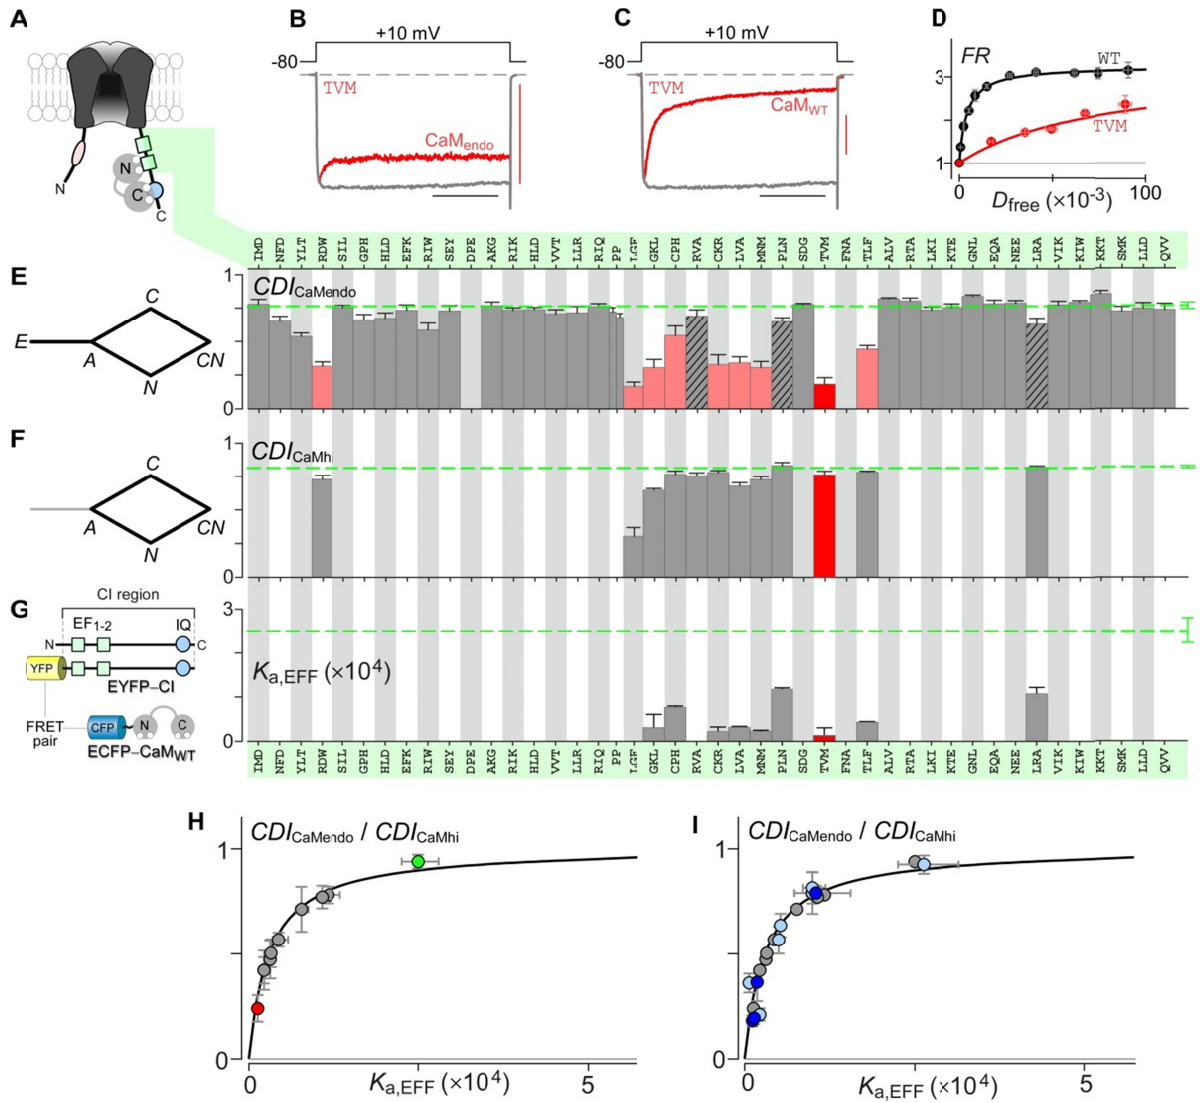 A
N
N
C
C
B
+10 mV
-80
TVM
CaMendo
C
+10 mV
-80
TVM
CaMWT
D
FR
WT
TVM
3
1
0
100
Dfree (×10-3)
IMD NFD YLT RDW SIL GPH HLD EFK RIW SEY DPE AKG RIK HLD VVT LLR RIQ PP LGF GKL CPH RVA CKR LVA MNM PLN SDG TVM FNA TLF ALV RTA LKI KTE GNL EQA NEE LRA VIK KIW KKT SMK LLD QVV
E
E
A
C
N
CN
1
0
CDICaMendo
F
A
C
N
CN
1
0
CDICaMhi
G
CI region
EF1-2
IQ
N
C
YFP
EYFP–CI
FRET
pair
CFP
N
C
ECFP–CaMWT
3
0
Ka,EFF (×104)
IMD NFD YLT RDW SIL GPH HLD EFK RIW SEY DPE AKG RIK HLD VVT LLR RIQ PP LGF GKL CPH RVA CKR LVA MNM PLN SDG TVM FNA TLF ALV RTA LKI KTE GNL EQA NEE LRA VIK KIW KKT SMK LLD QVV
H
CDICaMendo / CDICaMhi
1
0
0
5
Ka,EFF (×104)
I
CDICaMendo / CDICaMhi
1
0
0
5
Ka,EFF (×104)